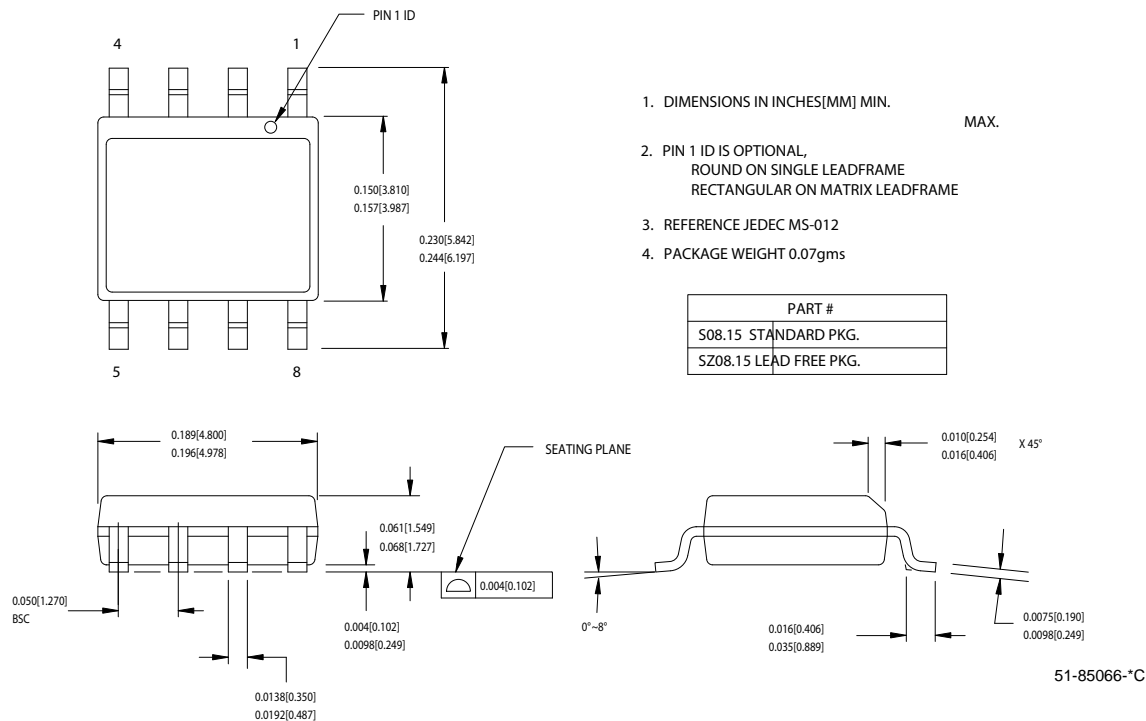 PIN 1 ID
4
1
0.150[3.810]
0.157[3.987]
0.230[5.842]
0.244[6.197]
5
8
1. DIMENSIONS IN INCHES[MM] MIN.
MAX.
2. PIN 1 ID IS OPTIONAL,
ROUND ON SINGLE LEADFRAME
RECTANGULAR ON MATRIX LEADFRAME
3. REFERENCE JEDEC MS-012
4. PACKAGE WEIGHT 0.07gms
PART #
S08.15 STANDARD PKG.
SZ08.15 LEAD FREE PKG.
0.189[4.800]
0.196[4.978]
SEATING PLANE
0.061[1.549]
0.068[1.727]
0.004[0.102]
0.050[1.270]
BSC
0.004[0.102]
0.0098[0.249]
0.0138[0.350]
0.0192[0.487]
0.010[0.254]
0.016[0.406]
X 45°
0°~8°
0.016[0.406]
0.035[0.889]
0.0075[0.190]
0.0098[0.249]
51-85066-*C